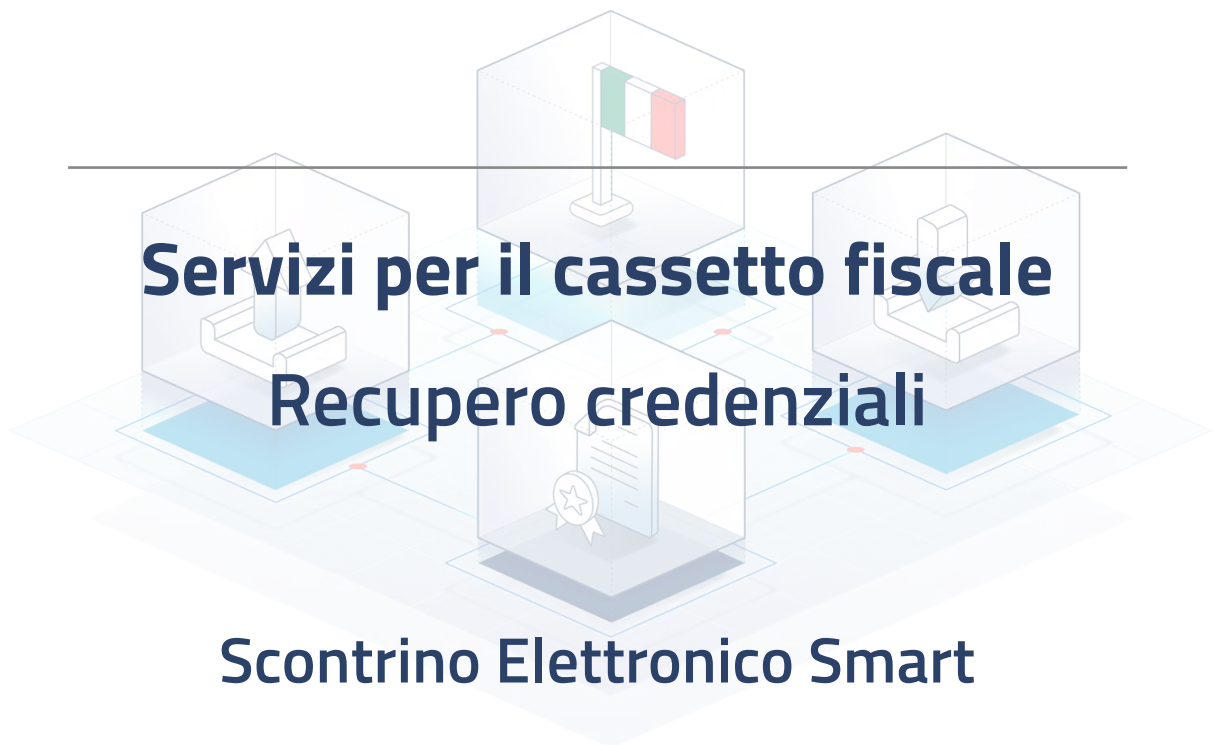 Servizi per il cassetto fiscale
Recupero credenziali
Scontrino Elettronico Smart